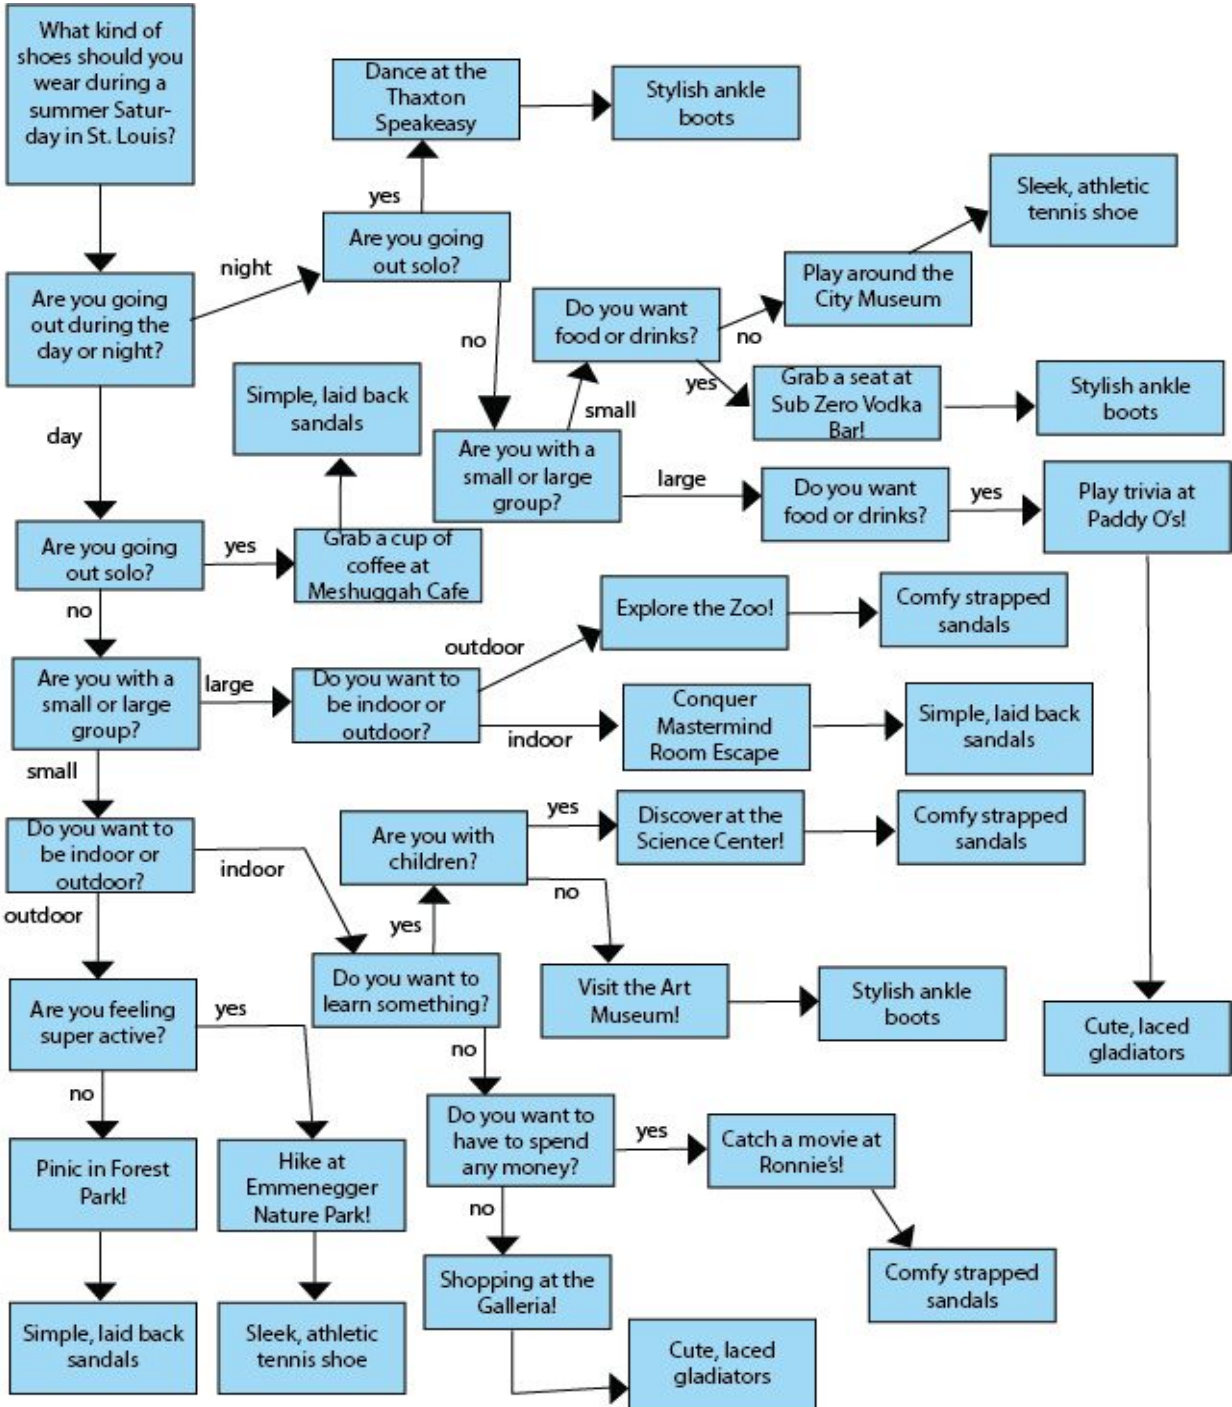 What kind of
shoes should you
wear during a
summer Satur-
day in St. Louis?
Dance at the
Thaxton
Speakeasy
Stylish ankle
boots
yes
Sleek, athletic
tennis shoe
Are you going
out solo?
night
Play around the
City Museum
Are you going
out during the
day or night?
Do you want
food or drinks?
no
no
yes
Grab a seat at
Sub Zero Vodka
Bar!
Stylish ankle
boots
Simple, laid back
sandals
small
day
Are you with a
small or large
group?
large
Do you want
food or drinks?
yes
Play trivia at
Paddy O's!
Are you going
out solo?
yes
Grab a cup of
coffee at
Meshuggah Cafe
no
Explore the Zoo!
Comfy strapped
sandals
outdoor
Are you with a
small or large
group?
large
Do you want to
be indoor or
outdoor?
indoor
Conquer
Mastermind
Room Escape
Simple, laid back
sandals
small
Are you with
children?
yes
Discover at the
Science Center!
Comfy strapped
sandals
Do you want to
be indoor or
outdoor?
indoor
no
outdoor
yes
Do you want to
learn something?
Visit the Art
Museum!
Stylish ankle
boots
Are you feeling
super active?
yes
Cute, laced
gladiators
no
no
Do you want to
have to spend
any money?
yes
Catch a movie at
Ronnie's!
Pinic in Forest
Park!
Hike at
Emmenegger
Nature Park!
no
Shopping at the
Galleria!
Comfy strapped
sandals
Simple, laid back
sandals
Sleek, athletic
tennis shoe
Cute, laced
gladiators